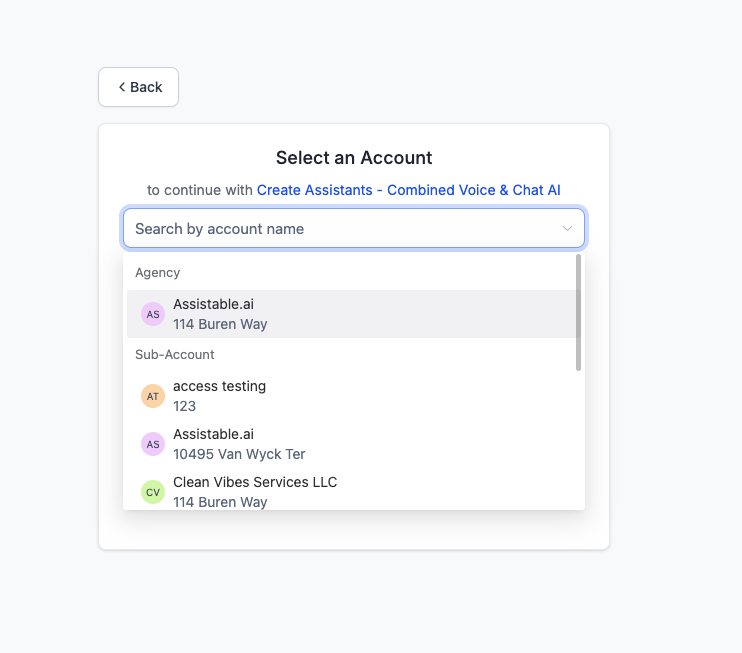 Back
Select an Account
to continue with Create Assistants - Combined Voice & Chat AI
Search by account name
Agency
AS
Assistable.ai
114 Buren Way
Sub-Account
AT
access testing
123
AS
Assistable.ai
10495 Van Wyck Ter
CV
Clean Vibes Services LLC
114 Buren Way